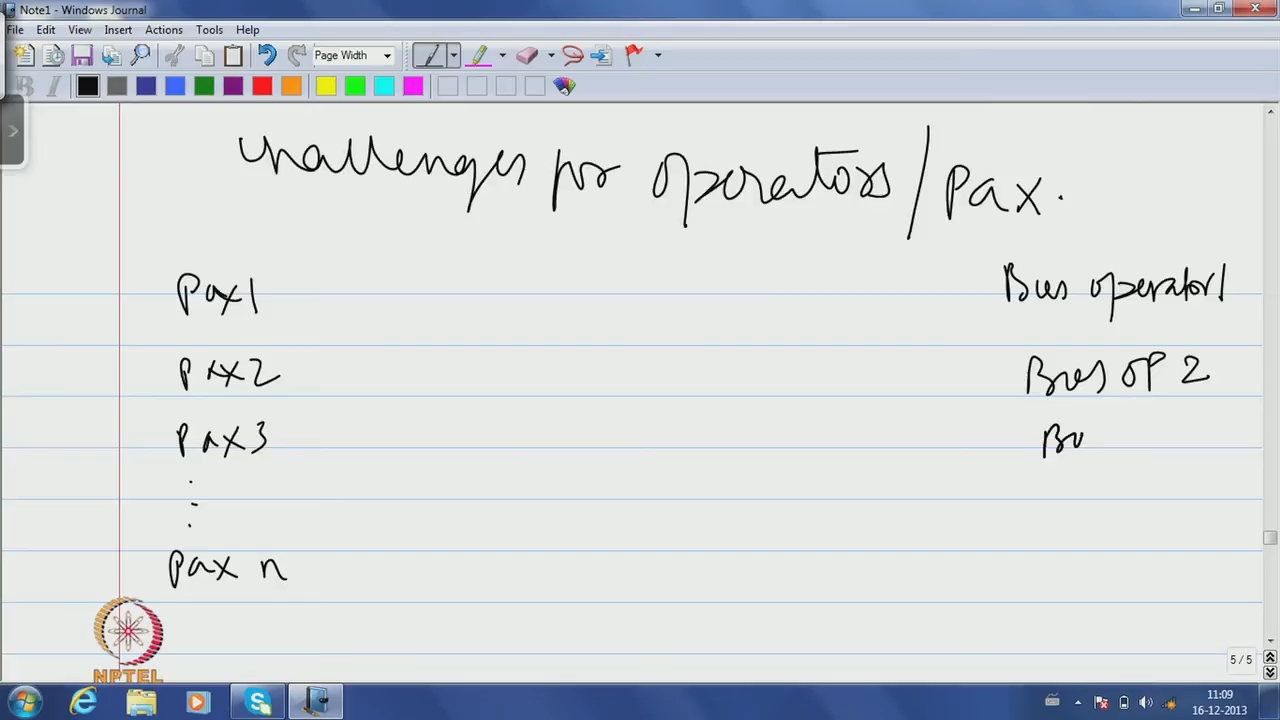 Note1 - Windows Journal
File Edit View Insert Actions Tools Help
Page Width
B I
challenges for operators / pax.
Pax1 Bus operator1
Pax2 Bus op 2
Pax3 Bu
:
Pax n
NPTEL
5 / 5
11:09
16-12-2013